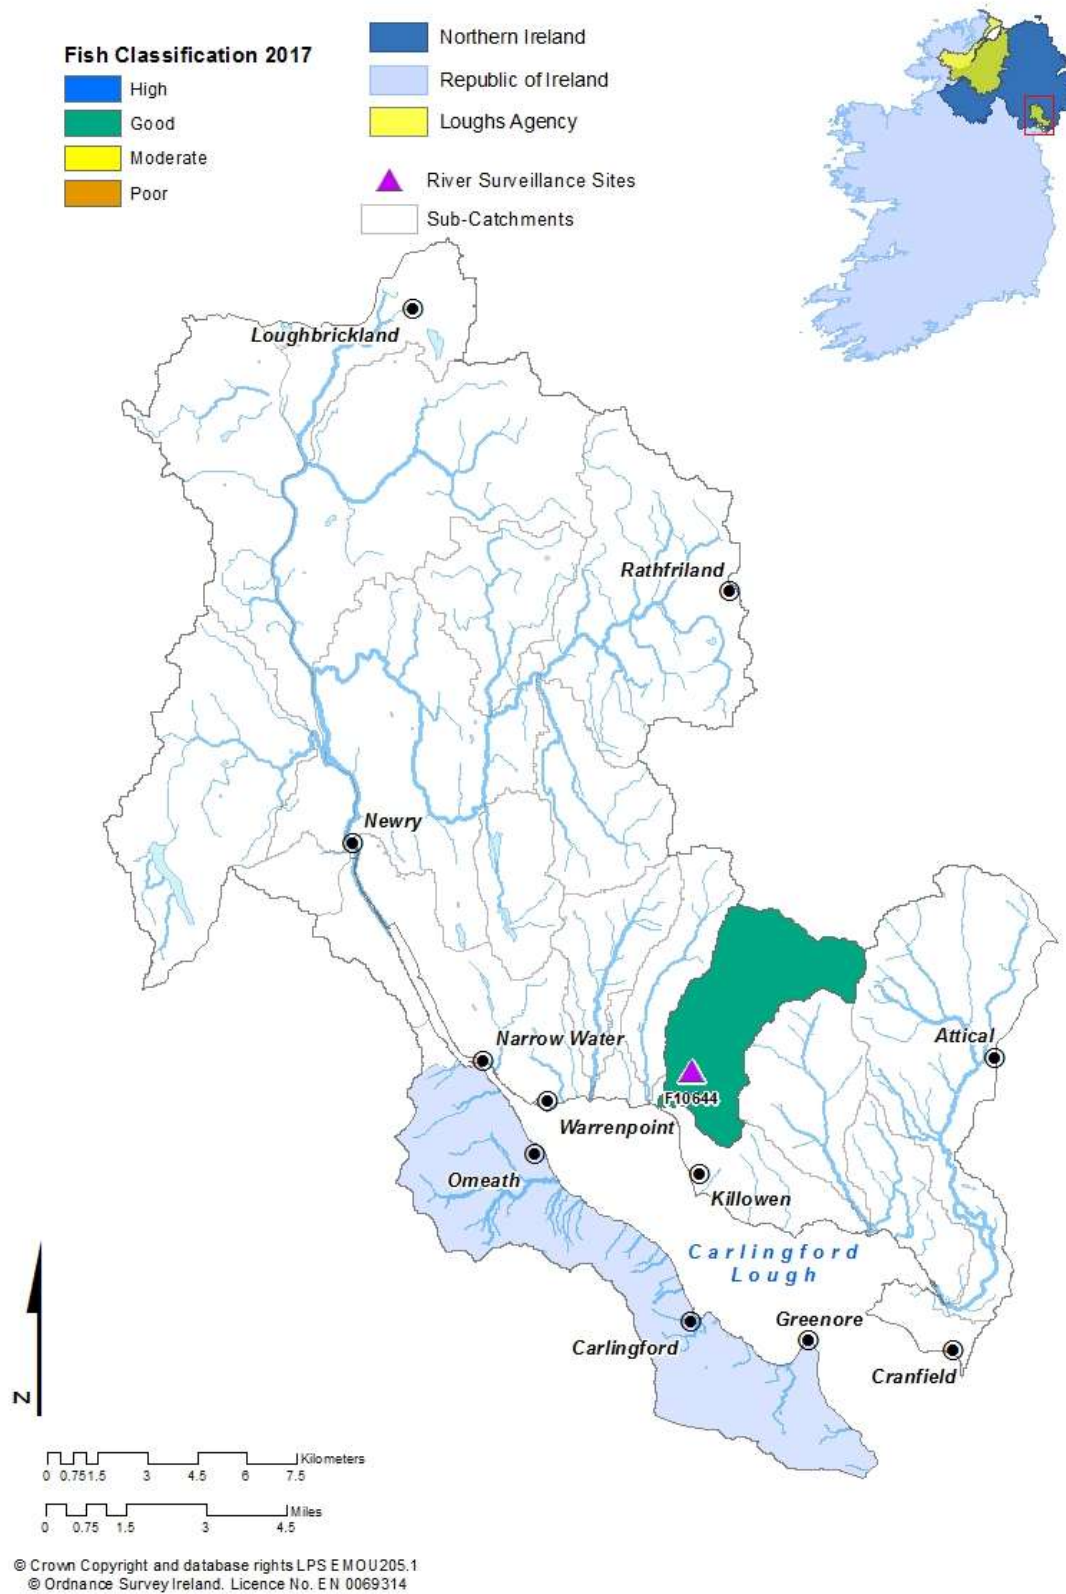 Fish Classification 2017
High
Good
Moderate
Poor
Northern Ireland
Republic of Ireland
Loughs Agency
River Surveillance Sites
Sub-Catchments
Loughbrickland
Rathfriland
Newry
Narrow Water
Attical
F10644
Warrenpoint
Omeath
Killowen
Carlingford
Lough
Greenore
Carlingford
Cranfield
N
0 0.75 1.5 3 4.5 6 7.5 Kilometers
0 0.75 1.5 3 4.5 Miles
© Crown Copyright and database rights LPS EMOU205.1
© Ordnance Survey Ireland. Licence No. EN 0069314